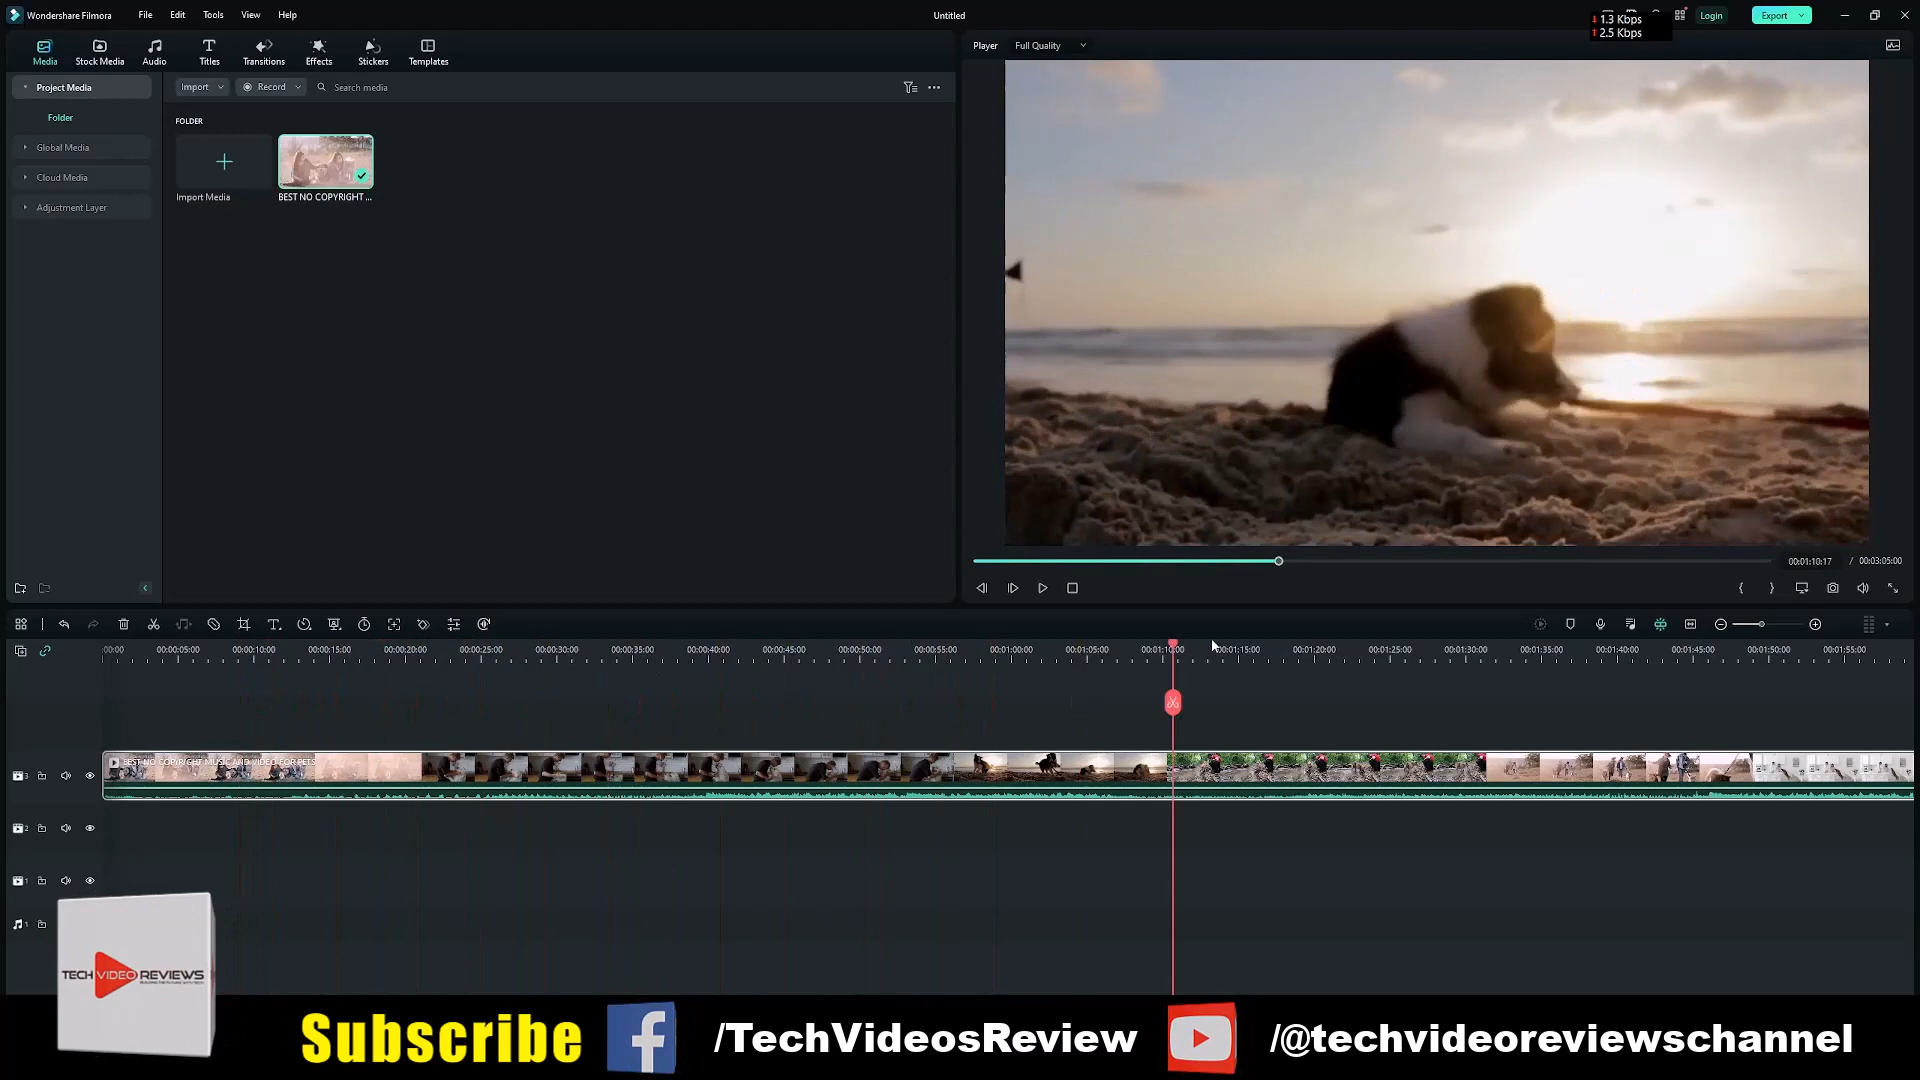 Wondershare Filmora
File
Edit
Tools
View
Help
Untitled
1.3 Kbps
2.5 Kbps
Login
Export
Media
Stock Media
Audio
Titles
Transitions
Effects
Stickers
Templates
Player
Full Quality
Project Media
Folder
Global Media
Cloud Media
Adjustment Layer
Import
Record
Search media
FOLDER
Import Media
BEST NO COPYRIGHT ...
00:01:10:17 / 00:03:05:00
:00:00 00:00:05:00 00:00:10:00 00:00:15:00 00:00:20:00 00:00:25:00 00:00:30:00 00:00:35:00 00:00:40:00 00:00:45:00 00:00:50:00 00:00:55:00 00:01:00:00 00:01:05:00 00:01:10:00 00:01:15:00 00:01:20:00 00:01:25:00 00:01:30:00 00:01:35:00 00:01:40:00 00:01:45:00 00:01:50:00 00:01:55:00
BEST NO COPYRIGHT MUSIC AND VIDEO FOR PETS
3
2
1
1
TECH VIDEO REVIEWS
Subscribe
/TechVideosReview
/@techvideoreviewschannel